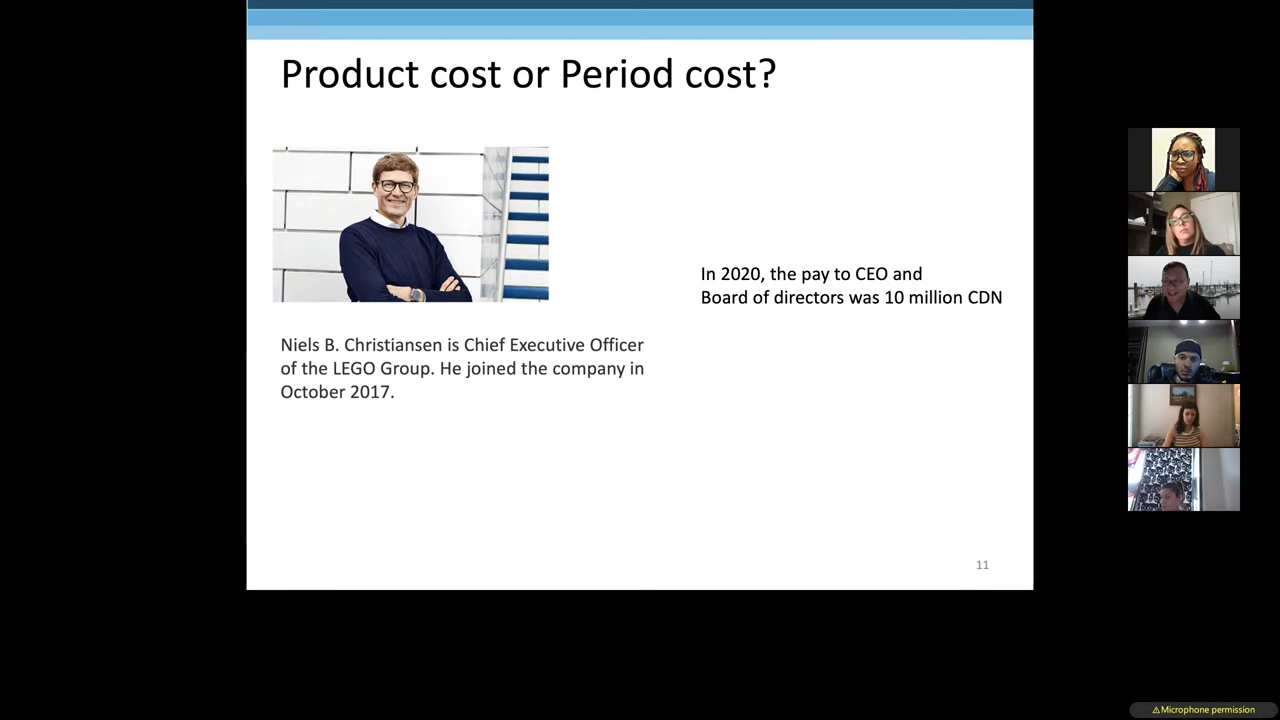 Product cost or Period cost?
In 2020, the pay to CEO and
Board of directors was 10 million CDN
Niels B. Christiansen is Chief Executive Officer
of the LEGO Group. He joined the company in
October 2017.
11
⚠Microphone permission